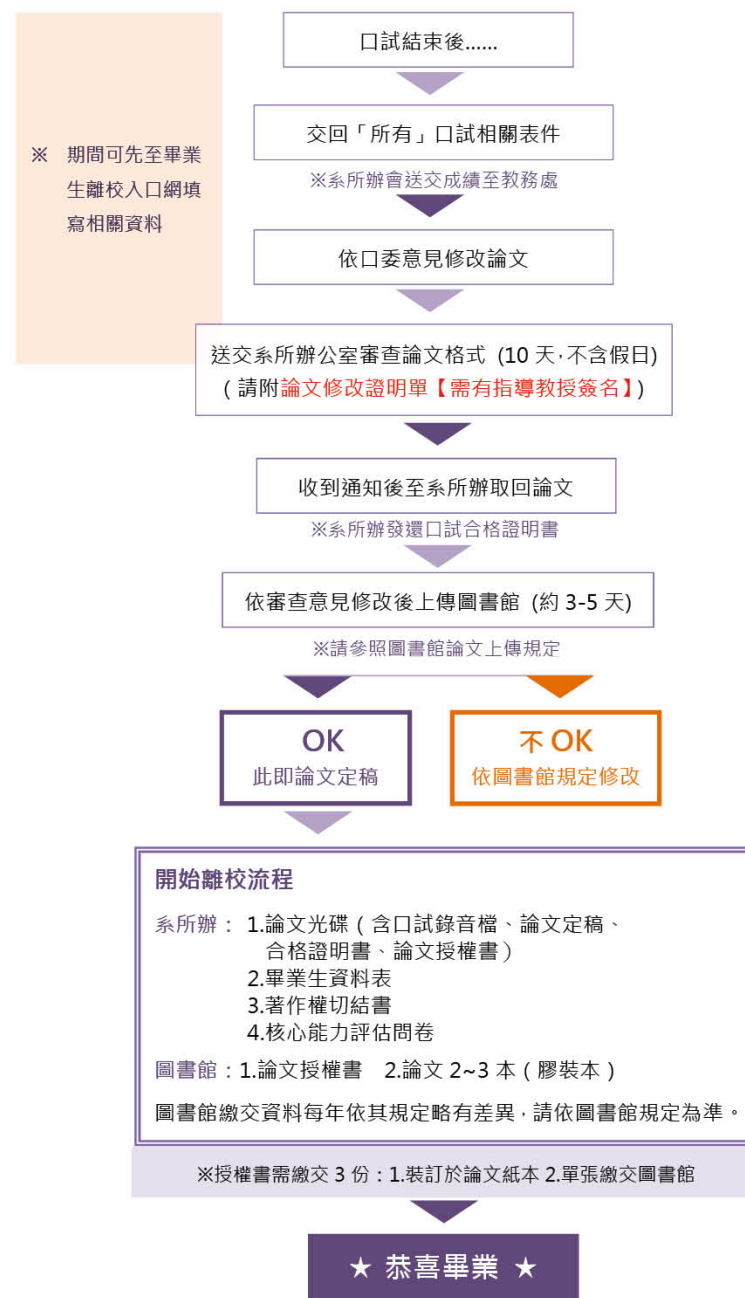 口試結束後......
交回「所有」口試相關表件
※系所辦會送交成績至教務處
※ 期間可先至畢業
生離校入口網填
寫相關資料
依口委意見修改論文
送交系所辦公室審查論文格式 (10 天,不含假日)
( 請附論文修改證明單【需有指導教授簽名】)
收到通知後至系所辦取回論文
※系所辦發還口試合格證明書
依審查意見修改後上傳圖書館 (約 3-5 天)
※請參照圖書館論文上傳規定
OK
此即論文定稿
不 OK
依圖書館規定修改
開始離校流程
系所辦： 1.論文光碟（含口試錄音檔、論文定稿、
合格證明書、論文授權書）
2.畢業生資料表
3.著作權切結書
4.核心能力評估問卷
圖書館：1.論文授權書 2.論文 2~3 本（膠裝本）
圖書館繳交資料每年依其規定略有差異，請依圖書館規定為準。
※授權書需繳交 3 份：1.裝訂於論文紙本 2.單張繳交圖書館
★ 恭喜畢業 ★